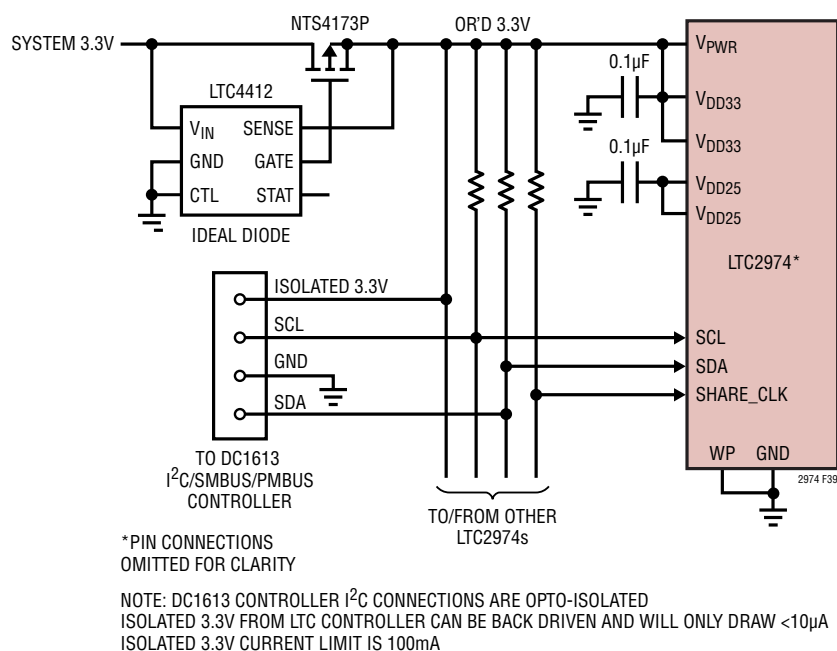 NTS4173P
SYSTEM 3.3V
OR'D 3.3V
LTC4412
VIN
SENSE
GND
GATE
CTL
STAT
IDEAL DIODE
0.1µF
0.1µF
VPWR
VDD33
VDD33
VDD25
VDD25
LTC2974*
SCL
SDA
SHARE_CLK
WP
GND
2974 F39
ISOLATED 3.3V
SCL
GND
SDA
TO DC1613
I2C/SMBUS/PMBUS
CONTROLLER
TO/FROM OTHER
LTC2974s
*PIN CONNECTIONS
OMITTED FOR CLARITY
NOTE: DC1613 CONTROLLER I2C CONNECTIONS ARE OPTO-ISOLATED
ISOLATED 3.3V FROM LTC CONTROLLER CAN BE BACK DRIVEN AND WILL ONLY DRAW <10µA
ISOLATED 3.3V CURRENT LIMIT IS 100mA